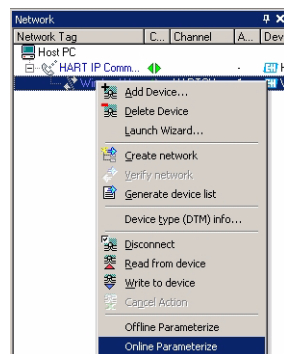 Network
Network Tag C... Channel A... Dev
Host PC
HART IP Comm...
Add Device...
Delete Device
Launch Wizard...
Create network
Verify network
Generate device list
Device type (DTM) info...
Disconnect
Read from device
Write to device
Cancel Action
Offline Parameterize
Online Parameterize